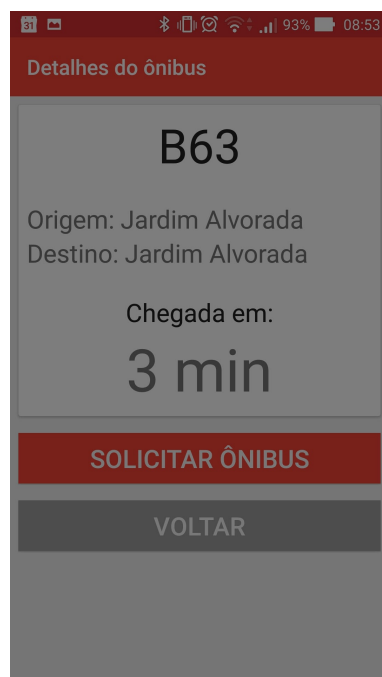 31 93% 08:53
Detalhes do ônibus
B63
Origem: Jardim Alvorada
Destino: Jardim Alvorada
Chegada em:
3 min
SOLICITAR ÔNIBUS
VOLTAR